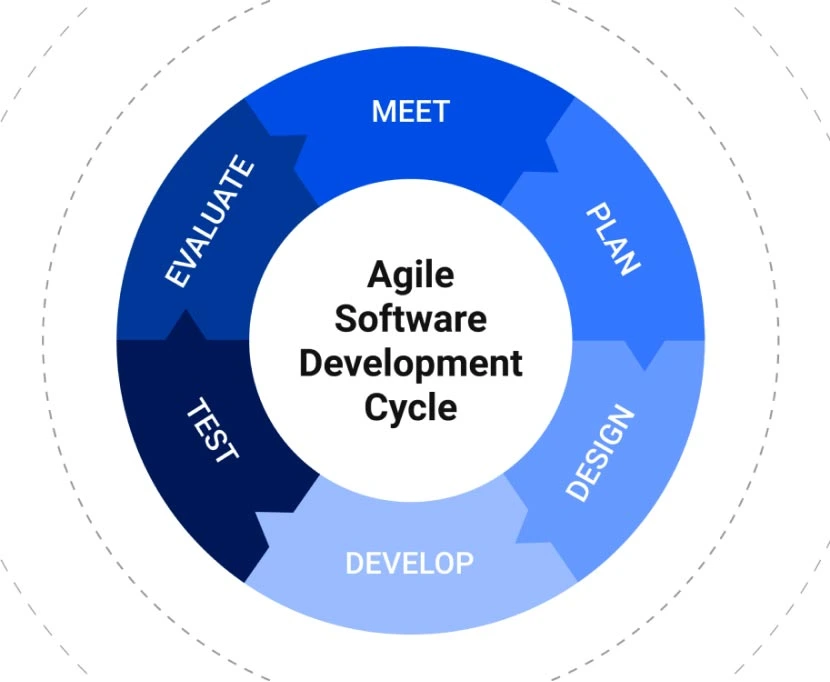 MEET
PLAN
DESIGN
DEVELOP
TEST
EVALUATE
Agile
Software
Development
Cycle